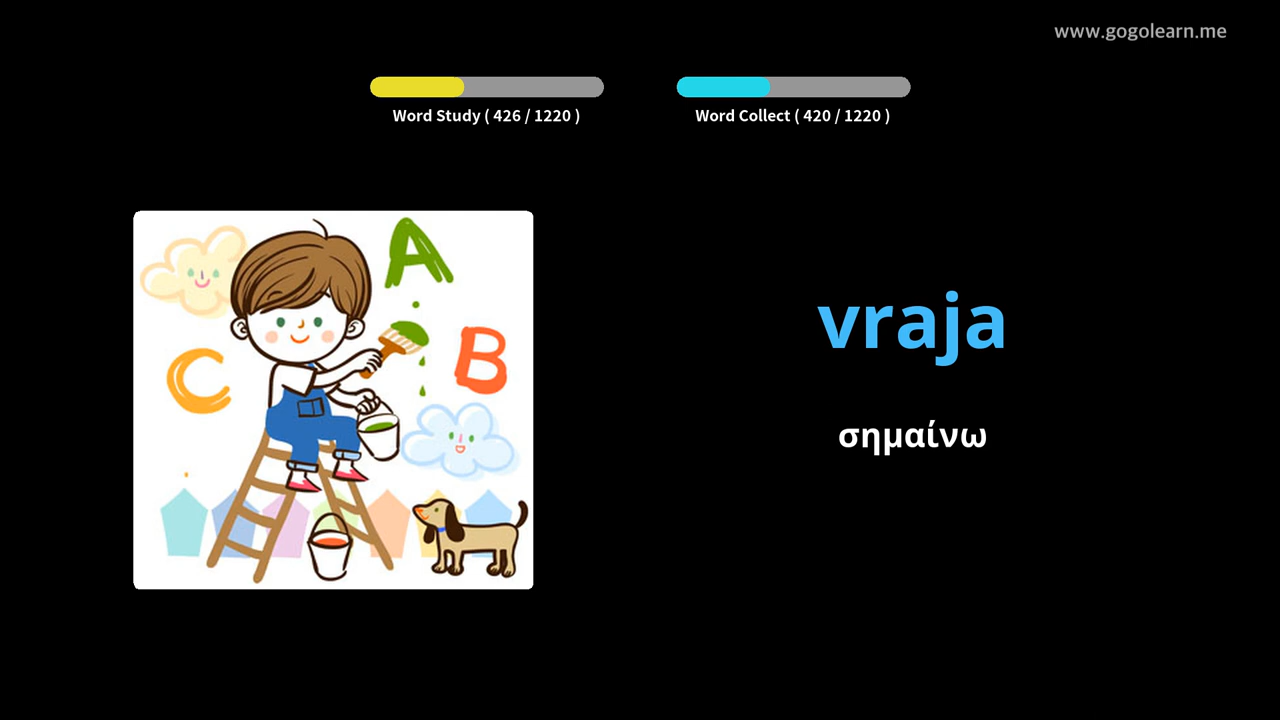 www.gogolearn.me
Word Study ( 426 / 1220 )
Word Collect ( 420 / 1220 )
A
B
C
vraja
σημαίνω